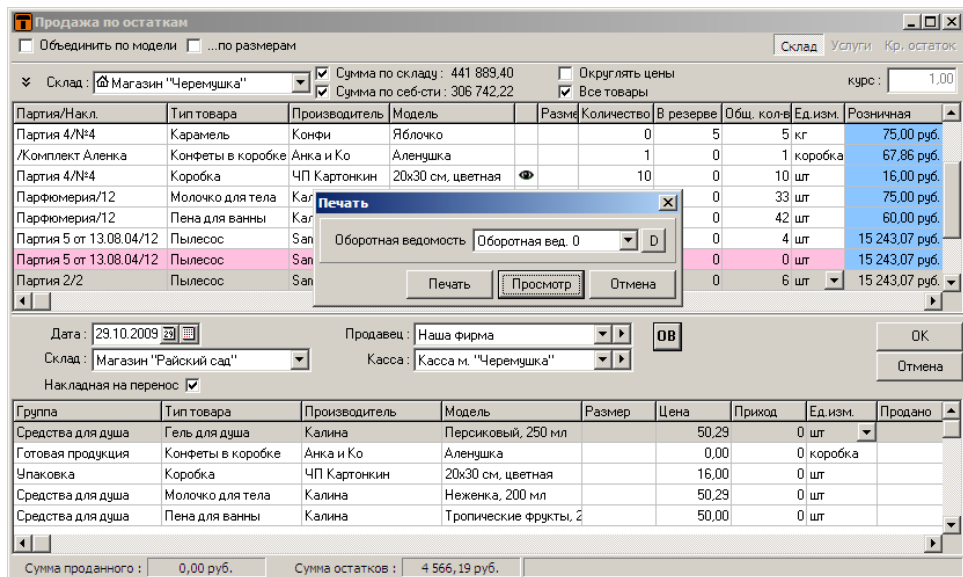 Продажа по остаткам
Объединить по модели ...по размерам Склад Услуги Кр. остаток
Склад : Магазин "Черемушка" Сумма по складу : 441 889,40 Округлять цены курс : 1,00
Сумма по себ-сти : 306 742,22 Все товары
Партия/Накл. Тип товара Производитель Модель Разме Количество В резерве Общ. кол-в Ед.изм. Розничная
Партия 4/№4 Карамель Конфи Яблочко 0 5 5 кг 75,00 руб.
/Комплект Аленка Конфеты в коробке Анка и Ко Аленушка 1 0 1 коробка 67,86 руб.
Партия 4/№4 Коробка ЧП Картонкин 20x30 см, цветная 10 0 10 шт 16,00 руб.
Парфюмерия/12 Молочко для тела Кал 0 33 шт 75,00 руб.
Парфюмерия/12 Пена для ванны Кал 0 42 шт 60,00 руб.
Партия 5 от 13.08.04/12 Пылесос San 0 4 шт 15 243,07 руб.
Партия 5 от 13.08.04/12 Пылесос San 0 0 шт 15 243,07 руб.
Партия 2/2 Пылесос San 0 6 шт 15 243,07 руб.
Печать
Оборотная ведомость Оборотная вед. 0 D
Печать Просмотр Отмена
Дата : 29.10.2009 29 Продавец : Наша фирма ОВ ОК
Склад : Магазин "Райский сад" Касса : Касса м. "Черемушка" Отмена
Накладная на перенос
Группа Тип товара Производитель Модель Размер Цена Приход Ед.изм. Продано
Средства для душа Гель для душа Калина Персиковый, 250 мл 50,29 0 шт
Готовая продукция Конфеты в коробке Анка и Ко Аленушка 0,00 0 коробка
Упаковка Коробка ЧП Картонкин 20x30 см, цветная 16,00 0 шт
Средства для душа Молочко для тела Калина Неженка, 200 мл 50,29 0 шт
Средства для душа Пена для ванны Калина Тропические фрукты, 2 50,00 0 шт
Сумма проданного : 0,00 руб. Сумма остатков : 4 566,19 руб.